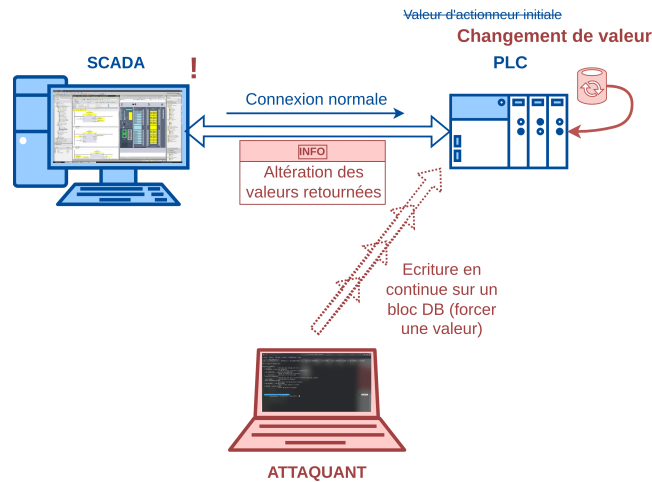 Valeur d'actionneur initiale
Changement de valeur
SCADA
!
PLC
Connexion normale
INFO
Altération des
valeurs retournées
Ecriture en
continue sur un
bloc DB (forcer
une valeur)
ATTAQUANT